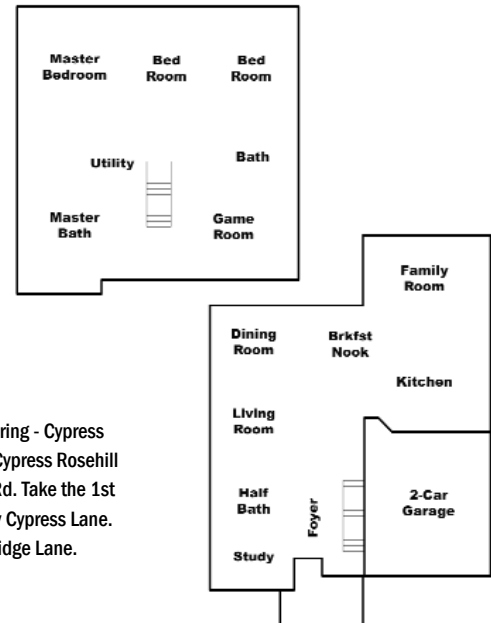 Master
Bedroom
Bed
Room
Bed
Room
Utility
Bath
Master
Bath
Game
Room
Family
Room
Dining
Room
Brkfst
Nook
Kitchen
Living
Room
ring - Cypress
Cypress Rosehill
Rd. Take the 1st
y Cypress Lane.
idge Lane.
Half
Bath
Foyer
2-Car
Garage
Study